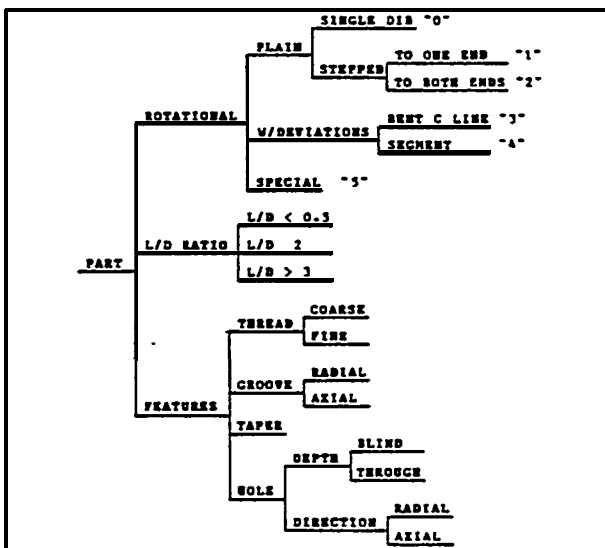 SINGLE DIA "0"
PLAIN
TO ONE END "1"
STEPPED
TO BOTH ENDS "2"
ROTATIONAL
BENT C LINE "3"
W/DEVIATIONS
SEGMENT "4"
SPECIAL "5"
L/D < 0.5
L/D RATIO
L/D 2
PART
L/D > 3
COARSE
THREAD
FINE
RADIAL
GROOVE
AXIAL
FEATURES
TAPER
BLIND
DEPTH
THROUGH
HOLE
RADIAL
DIRECTION
AXIAL